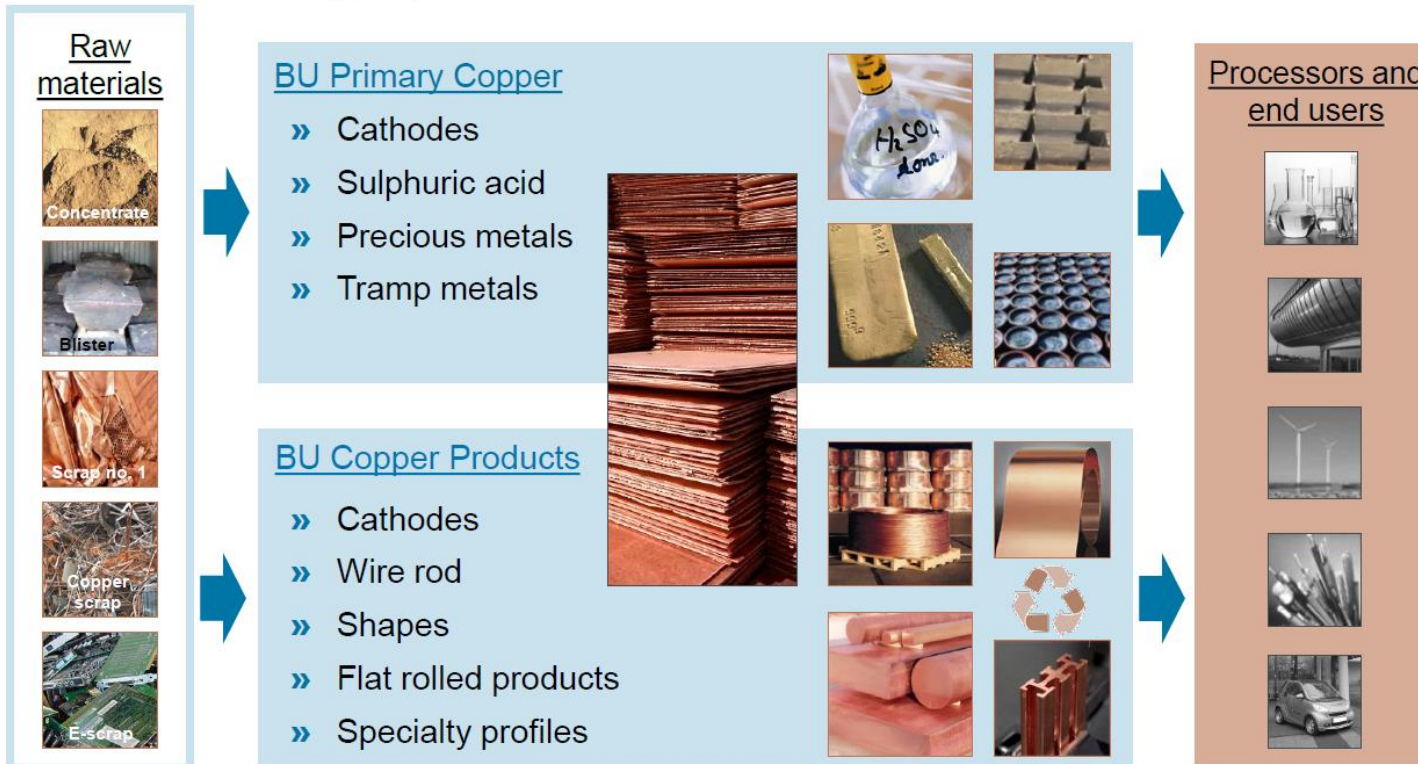 Raw
materials
Concentrate
Blister
Scrap no. 1
Copper
scrap
E-scrap
BU Primary Copper
» Cathodes
» Sulphuric acid
» Precious metals
» Tramp metals
H₂SO₄
BU Copper Products
» Cathodes
» Wire rod
» Shapes
» Flat rolled products
» Specialty profiles
Processors and
end users